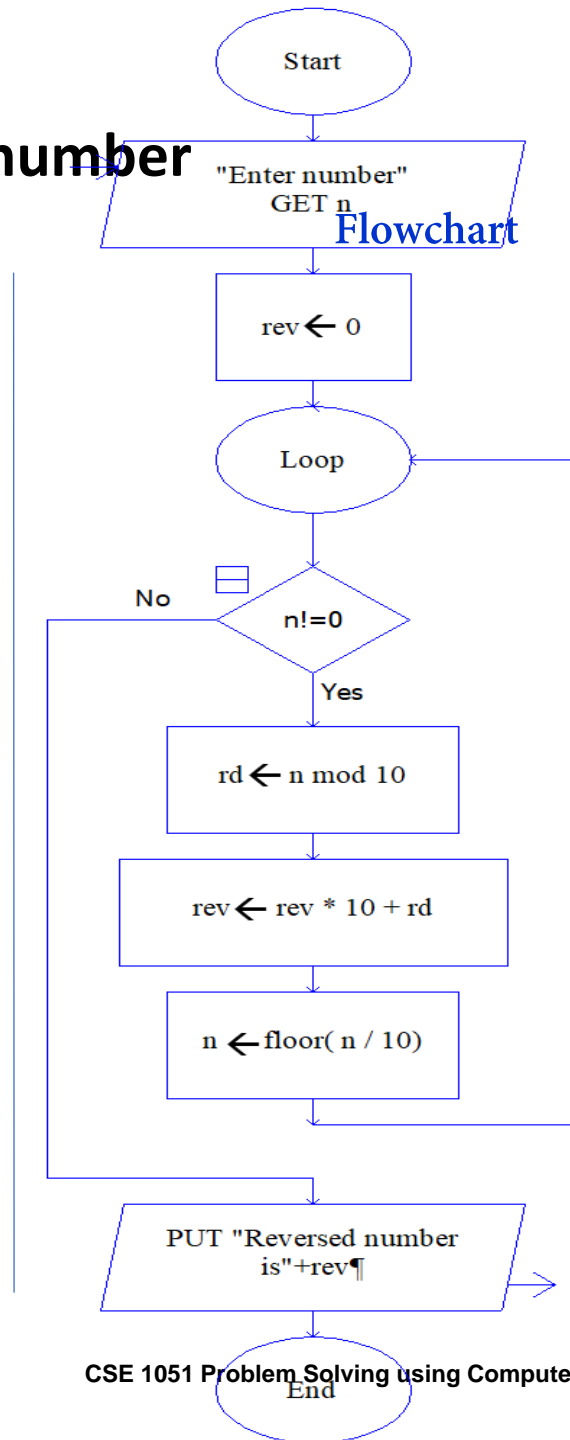 Start
number
"Enter number"
GET n
Flowchart
rev ← 0
Loop
No
n!=0
Yes
rd ← n mod 10
rev ← rev * 10 + rd
n ← floor( n / 10)
PUT "Reversed number
is"+rev¶
CSE 1051 Problem Solving using Compute
End